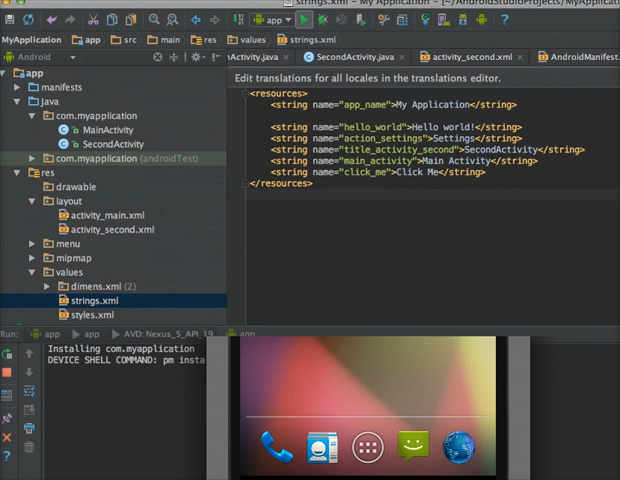 strings.xml - My Application - [~/AndroidStudioProjects/MyApplication
app
MyApplication app src main res values strings.xml
Android
Activity.java SecondActivity.java activity_second.xml AndroidManifest.
Edit translations for all locales in the translations editor.
app
manifests
java
com.myapplication
MainActivity
SecondActivity
com.myapplication (androidTest)
res
drawable
layout
activity_main.xml
activity_second.xml
menu
mipmap
values
dimens.xml (2)
strings.xml
styles.xml
<resources>
<string name="app_name">My Application</string>
<string name="hello_world">Hello world!</string>
<string name="action_settings">Settings</string>
<string name="title_activity_second">SecondActivity</string>
<string name="main_activity">Main Activity</string>
<string name="click_me">Click Me</string>
</resources>
Run: app app AVD: Nexus_5_API_19 app
Installing com.myapplication
DEVICE SHELL COMMAND: pm insta